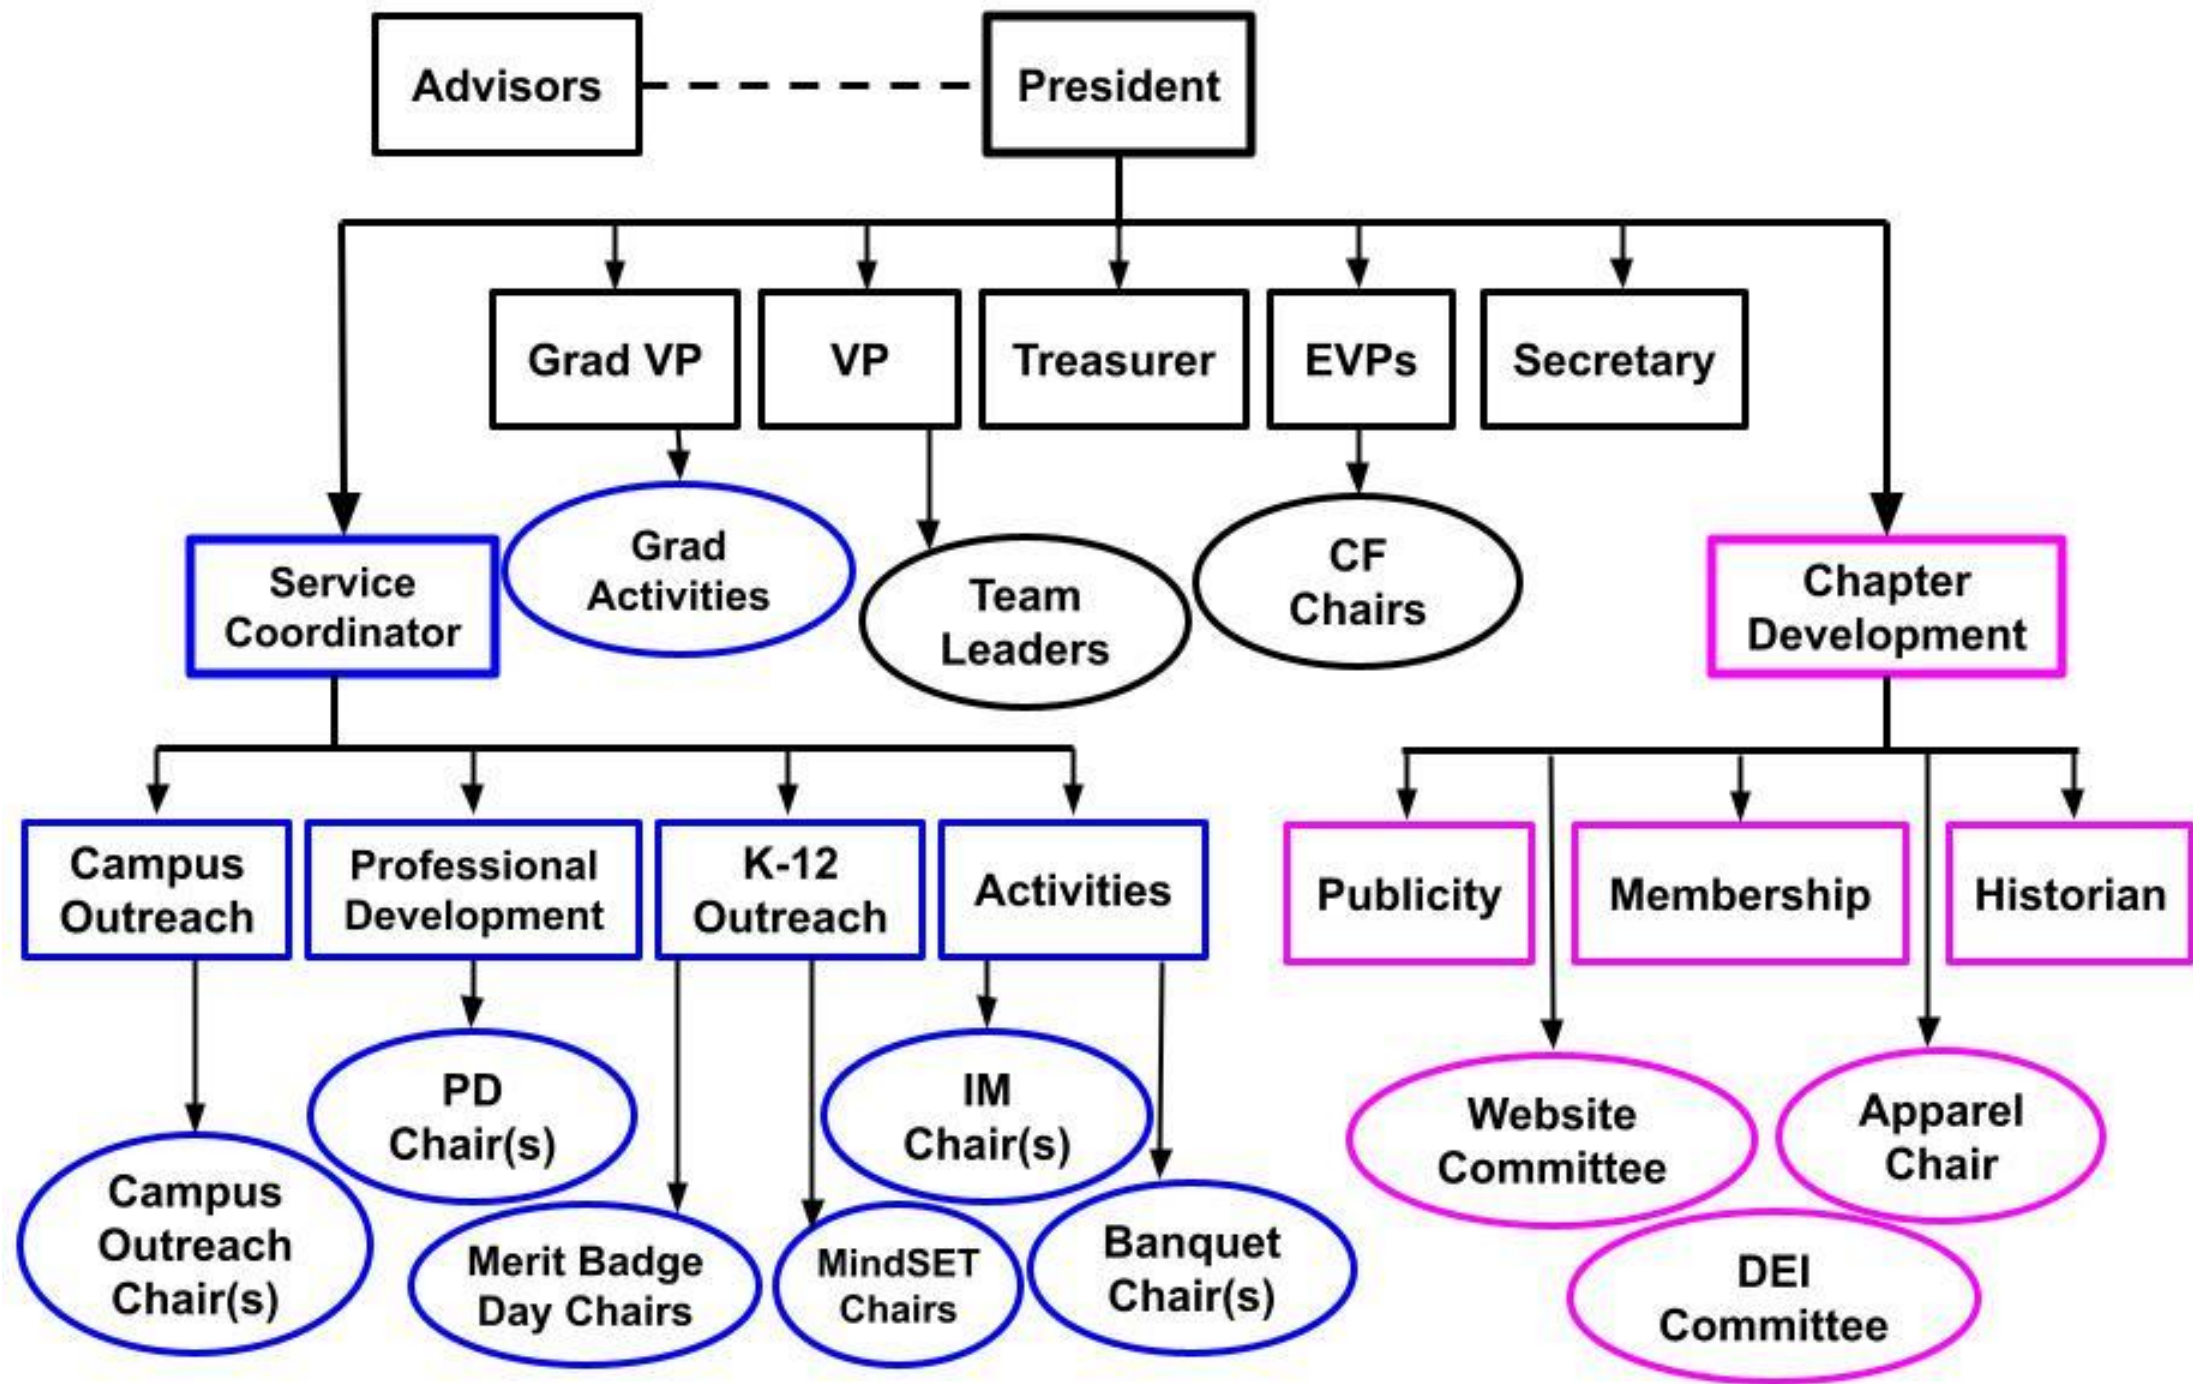 Advisors
President
Grad VP
VP
Treasurer
EVPs
Secretary
Service
Coordinator
Grad
Activities
Team
Leaders
CF
Chairs
Chapter
Development
Campus
Outreach
Professional
Development
K-12
Outreach
Activities
Publicity
Membership
Historian
Campus
Outreach
Chair(s)
PD
Chair(s)
Merit Badge
Day Chairs
MindSET
Chairs
IM
Chair(s)
Banquet
Chair(s)
Website
Committee
Apparel
Chair
DEI
Committee